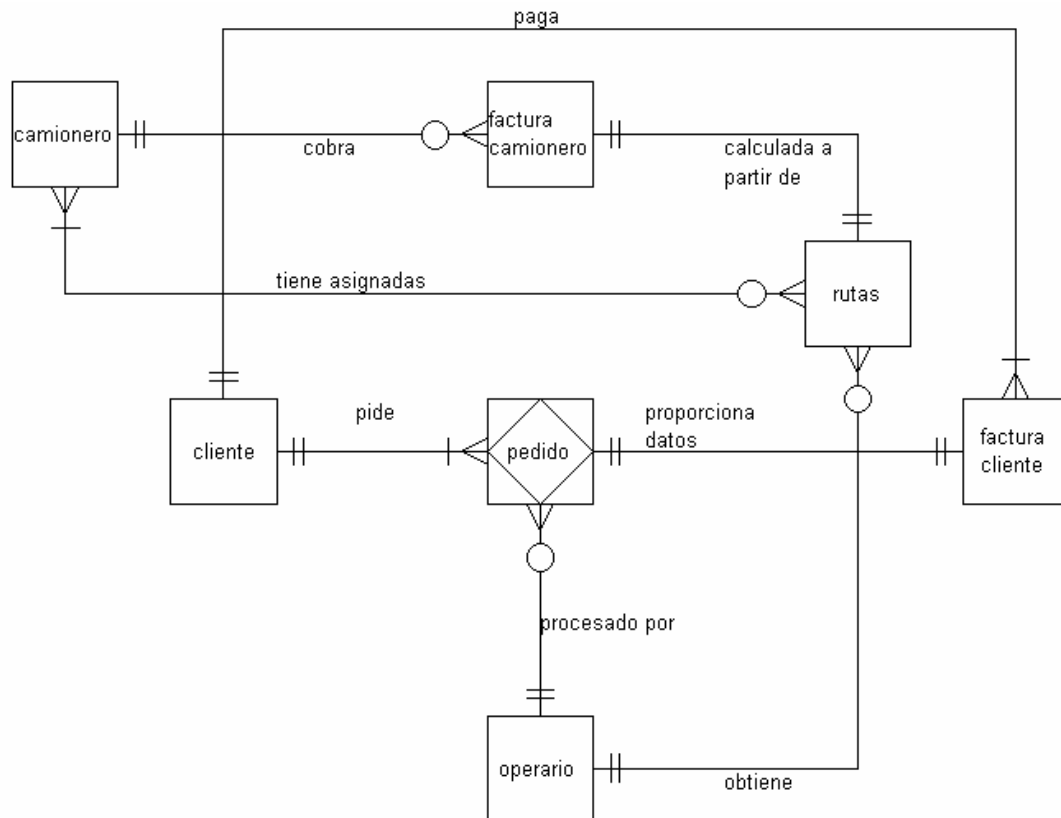 paga
camionero
cobra
factura
camionero
calculada a
partir de
tiene asignadas
rutas
cliente
pide
pedido
proporciona
datos
factura
cliente
procesado por
operario
obtiene